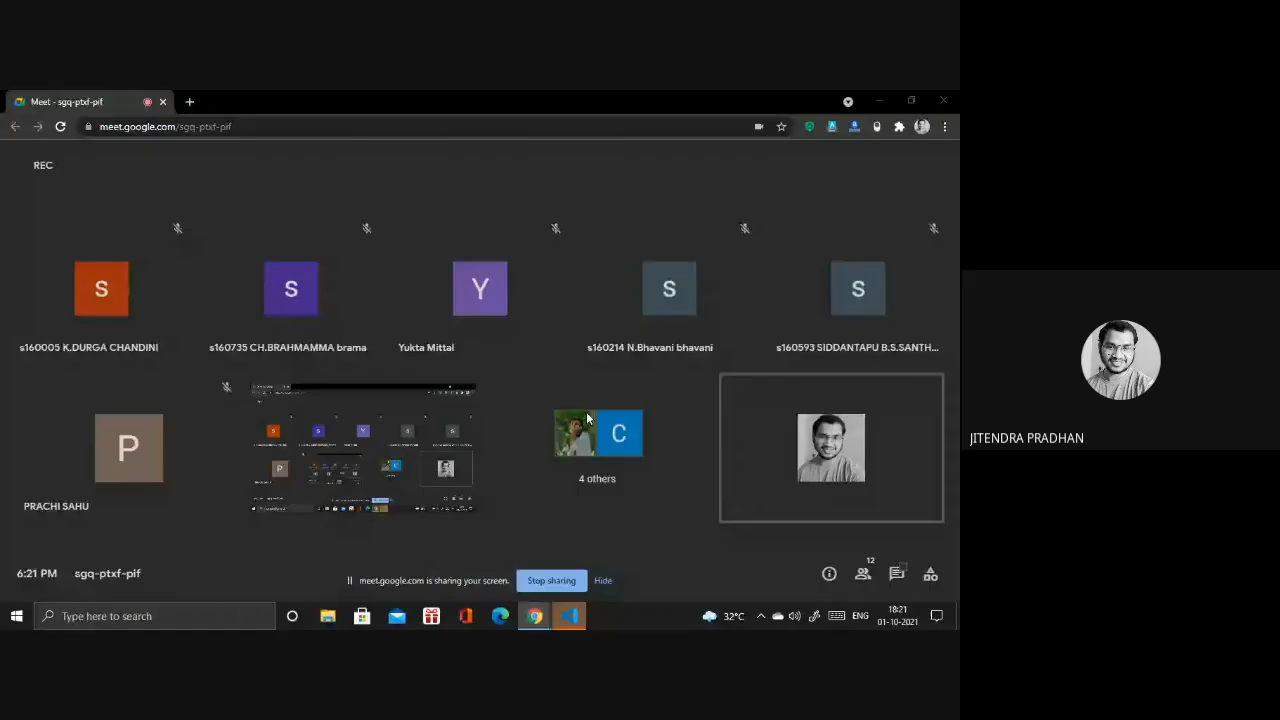 Meet - sgq-ptxf-pif
meet.google.com/sgq-ptxf-pif
REC
S
S
Y
S
S
s160005 K.DURGA CHANDINI
s160735 CH.BRAHMAMMA brama
Yukta Mittal
s160214 N.Bhavani bhavani
s160593 SIDDANTAPU B.S.SANTH...
P
C
4 others
PRACHI SAHU
JITENDRA PRADHAN
6:21 PM sgq-ptxf-pif
meet.google.com is sharing your screen. Stop sharing Hide
12
Type here to search
32°C
ENG
18:21
01-10-2021